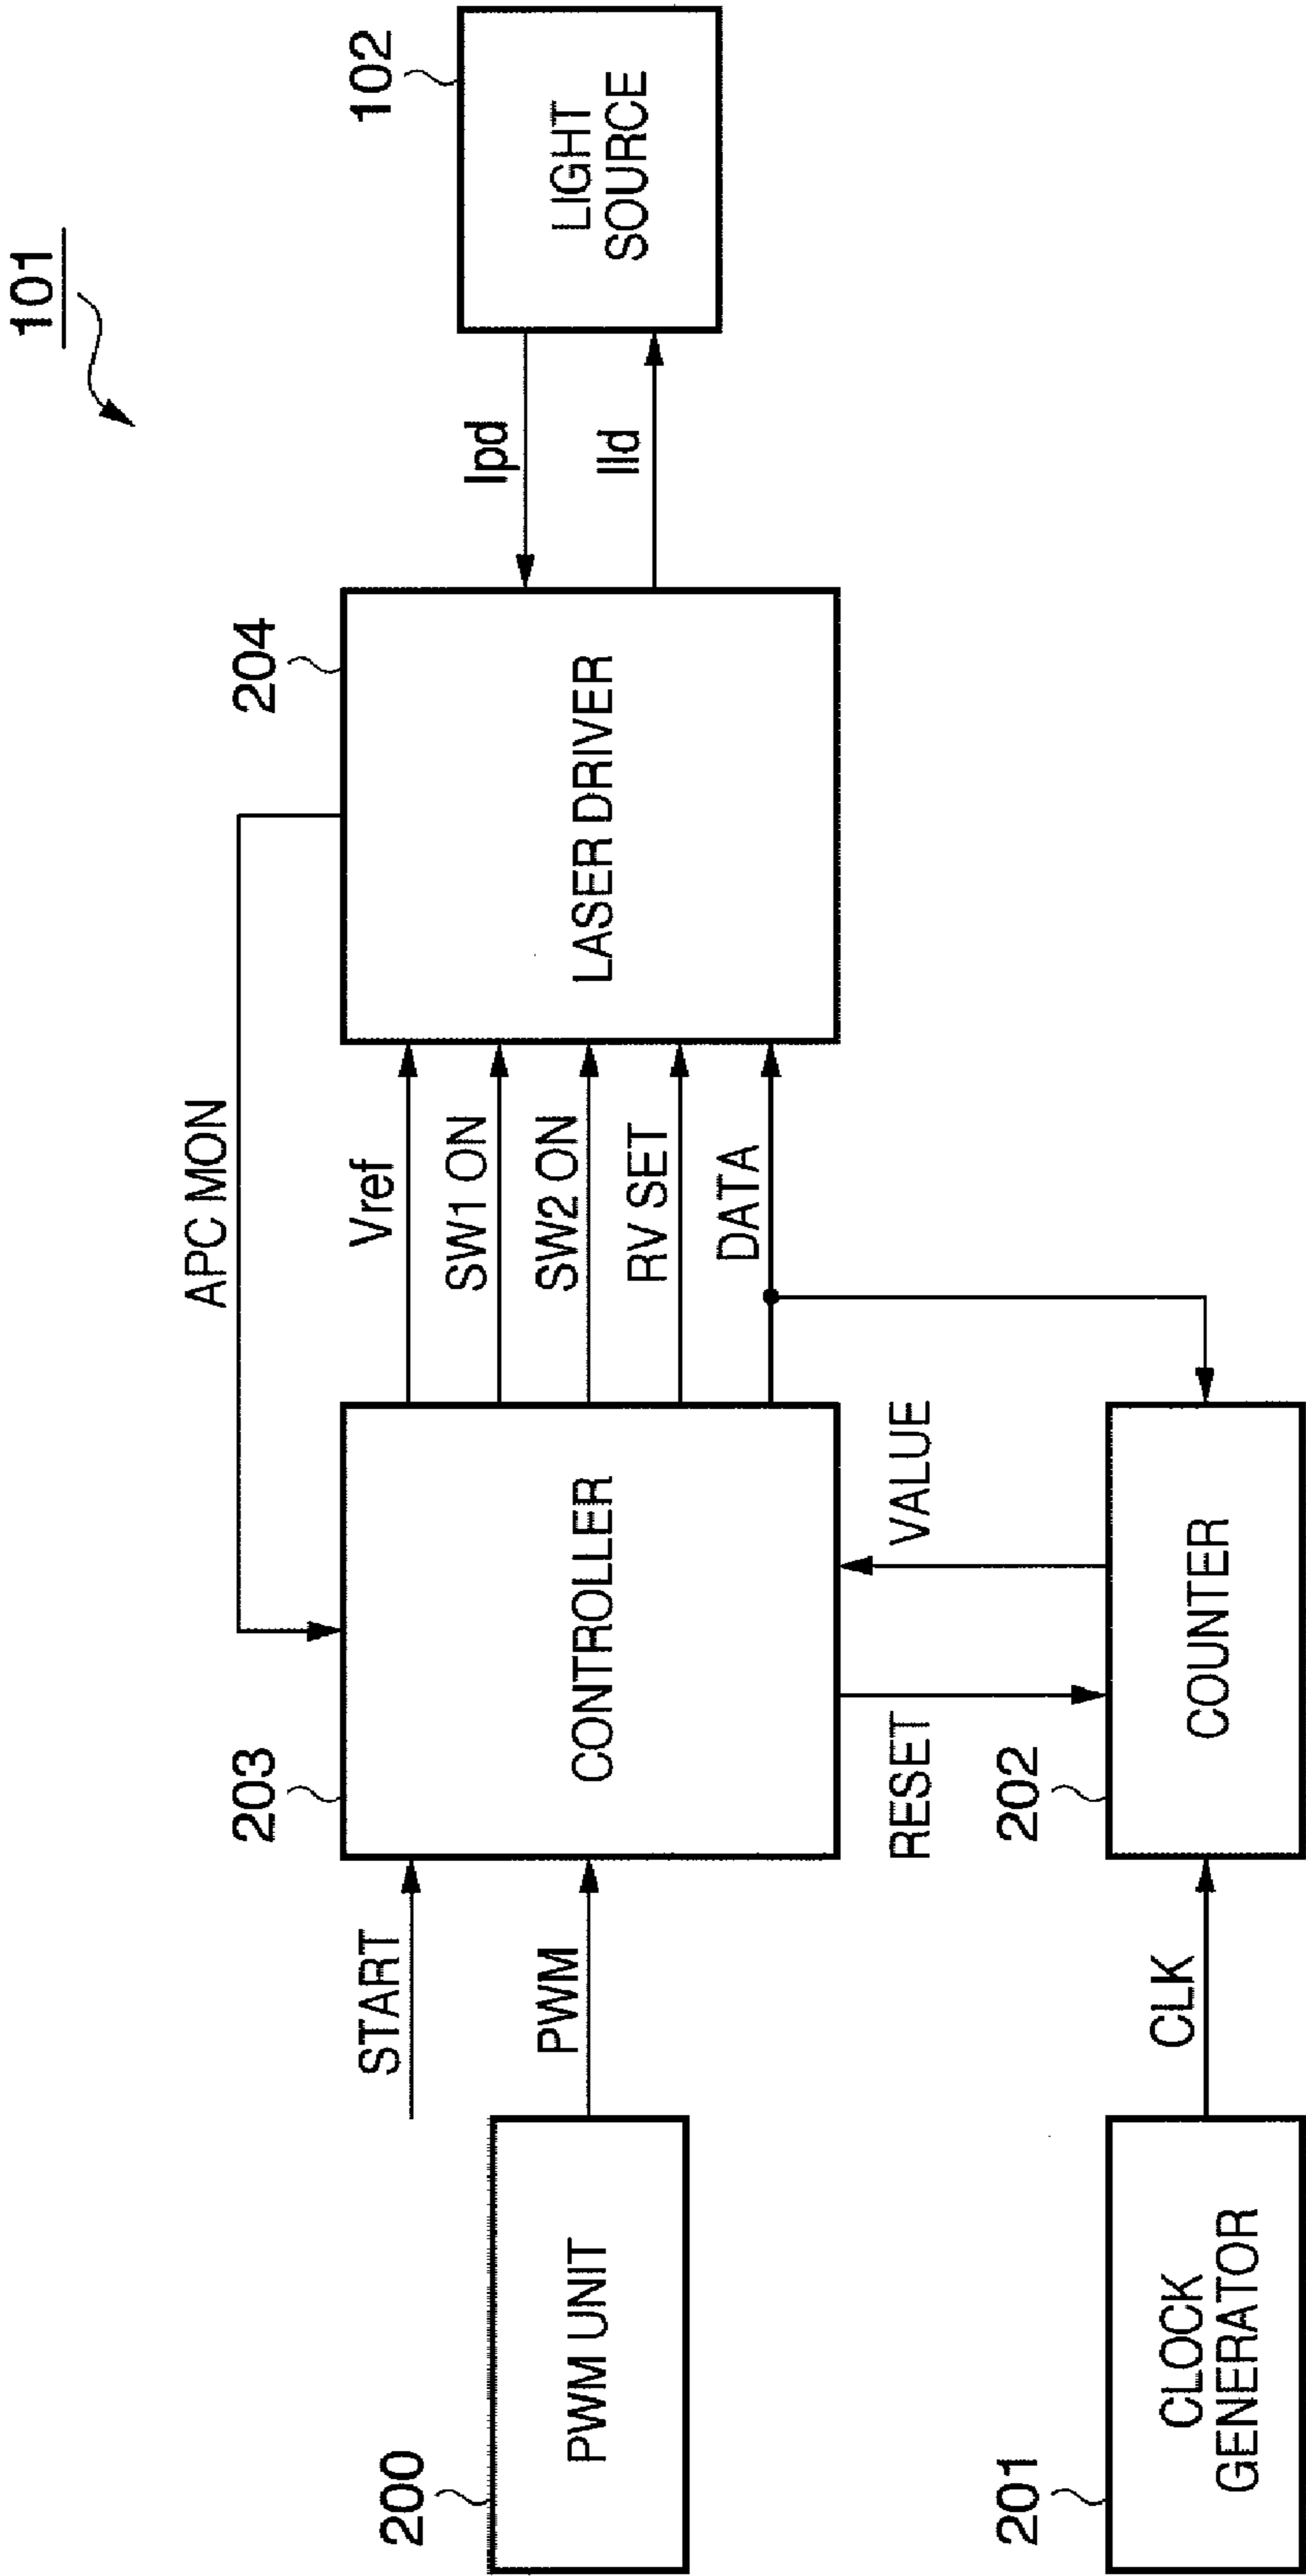 101
102
LIGHT
SOURCE
Ipd
Ild
204
LASER DRIVER
APC MON
Vref
SW1 ON
SW2 ON
RV SET
DATA
203
CONTROLLER
VALUE
RESET
202
COUNTER
START
PWM
CLK
200
PWM UNIT
201
CLOCK
GENERATOR